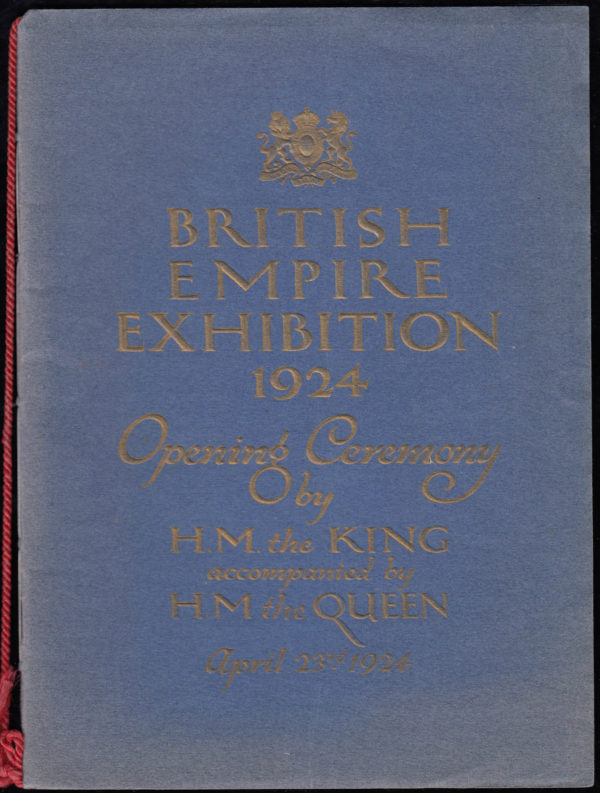 BRITISH
EMPIRE
EXHIBITION
1924
Opening Ceremony
by
H.M. the KING
accompanied by
H.M the QUEEN
April 23rd 1924